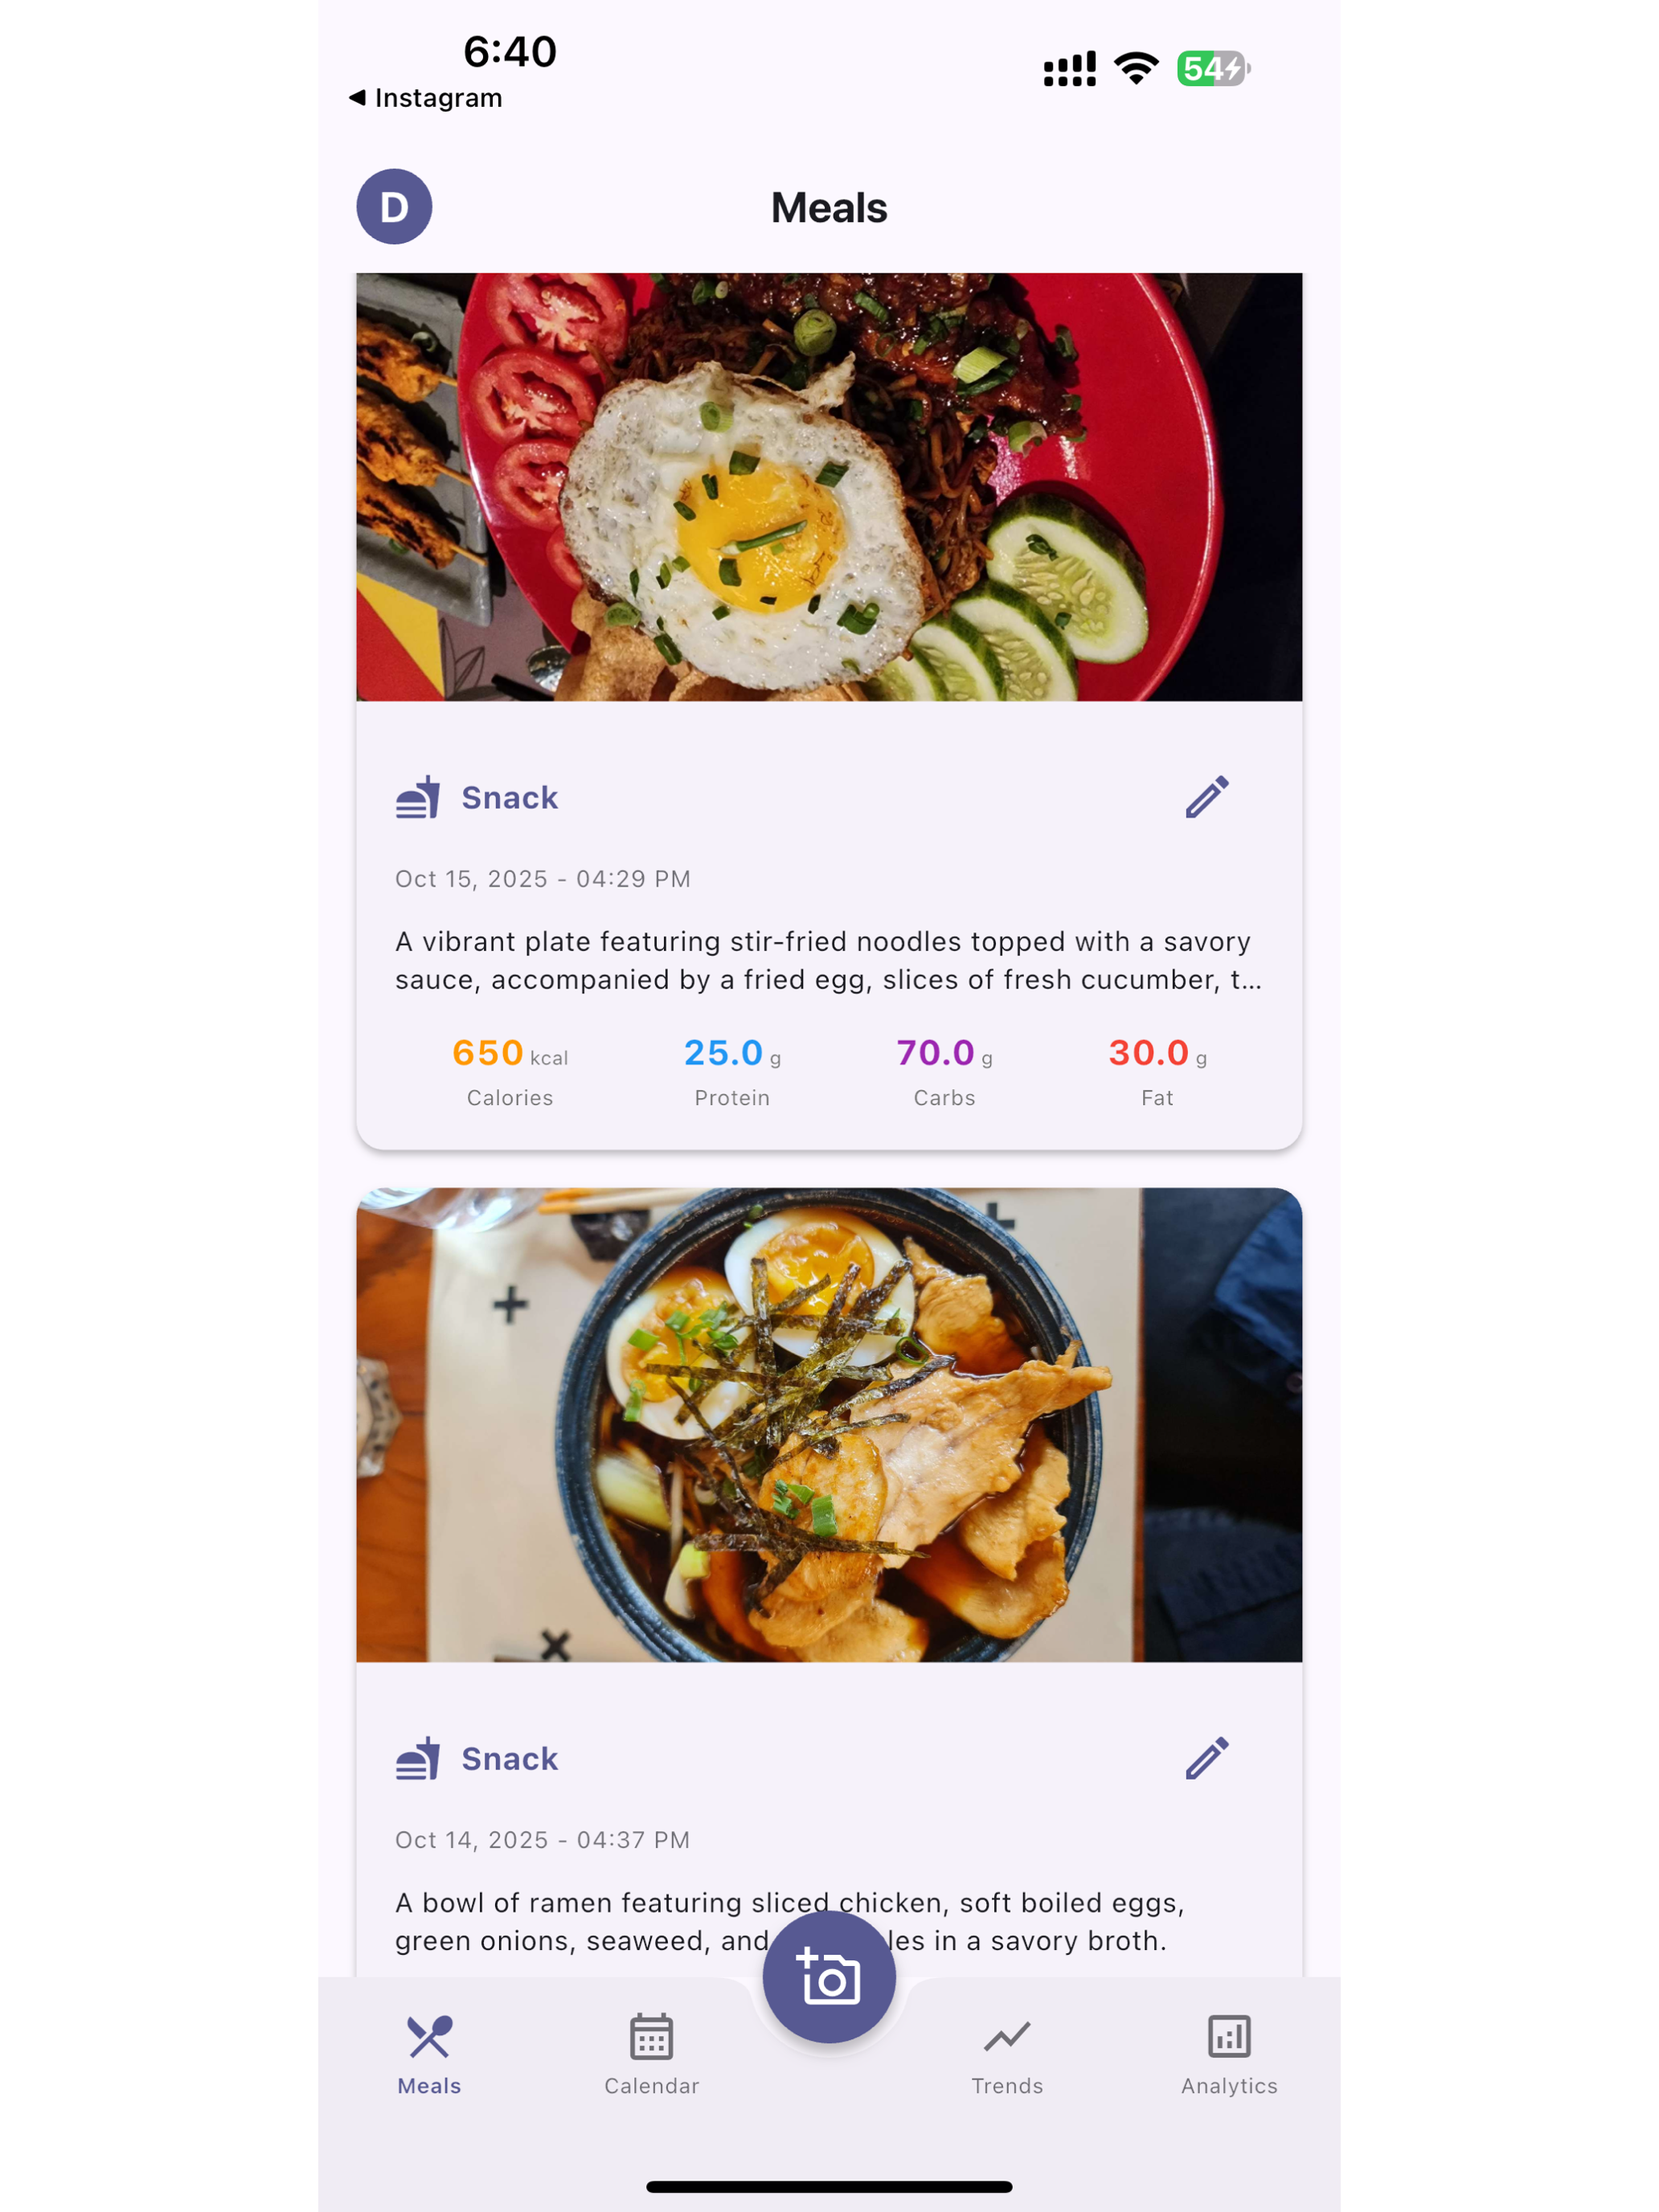 6:40
◀ Instagram
54
D
Meals
Snack
Oct 15, 2025 - 04:29 PM
A vibrant plate featuring stir-fried noodles topped with a savory
sauce, accompanied by a fried egg, slices of fresh cucumber, t...
650 kcal 25.0 g 70.0 g 30.0 g
Calories Protein Carbs Fat
Snack
Oct 14, 2025 - 04:37 PM
A bowl of ramen featuring sliced chicken, soft boiled eggs,
green onions, seaweed, and les in a savory broth.
Meals Calendar Trends Analytics